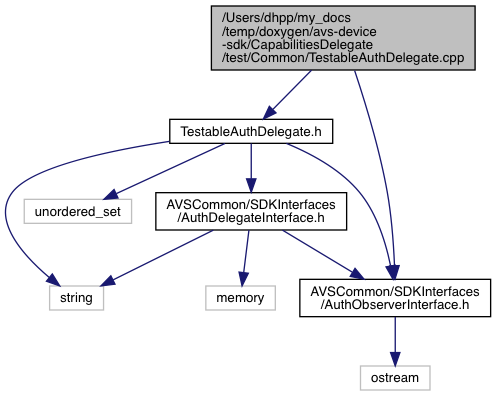 /Users/dhpp/my_docs
/temp/doxygen/avs-device
-sdk/CapabilitiesDelegate
/test/Common/TestableAuthDelegate.cpp
TestableAuthDelegate.h
unordered_set
AVSCommon/SDKInterfaces
/AuthDelegateInterface.h
string
memory
AVSCommon/SDKInterfaces
/AuthObserverInterface.h
ostream